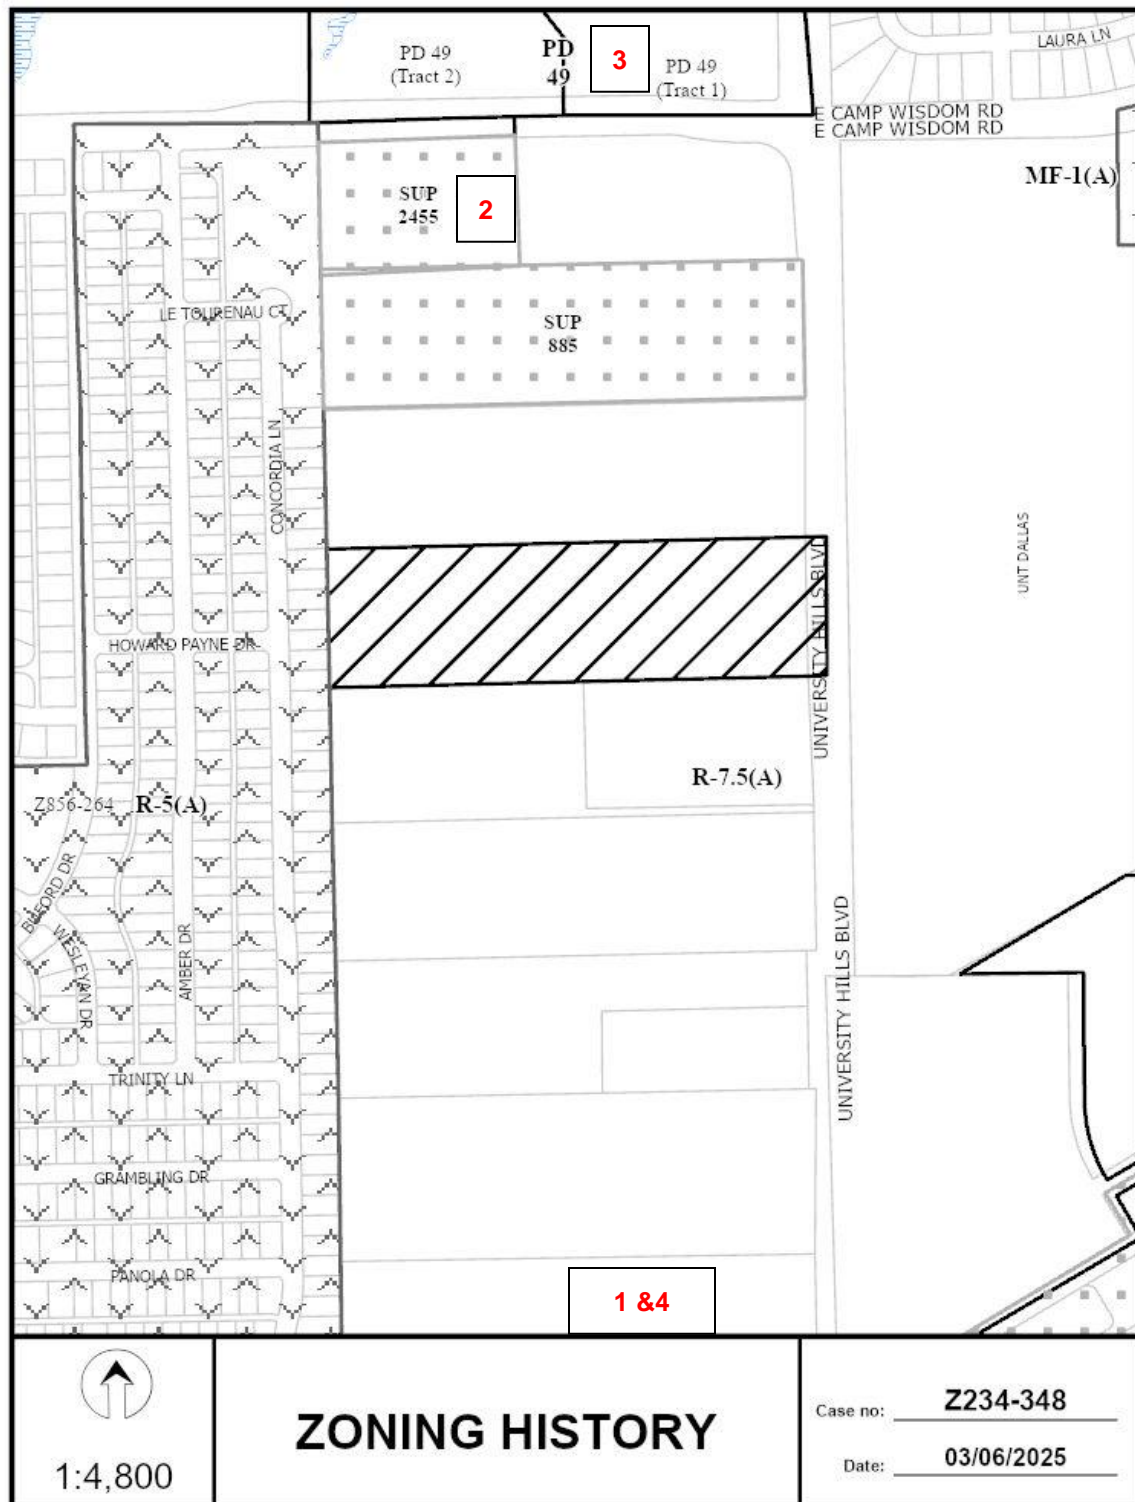 LAURA LN
PD 49
(Tract 2)
PD
49
3
PD 49
(Tract 1)
E CAMP WISDOM RD
E CAMP WISDOM RD
MF-1(A)
SUP
2455
2
LE TOURENAU CT
SUP
885
CONCORDIA LN
UNT DALLAS
UNIVERSITY HILLS BLVD
HOWARD PAYNE DR
R-7.5(A)
Z856-264
R-5(A)
BUFORD DR
WESLEYAN DR
AMBER DR
UNIVERSITY HILLS BLVD
TRINITY LN
GRAMBLING DR
PANOLA DR
1 &4
1:4,800
ZONING HISTORY
Case no: Z234-348
Date: 03/06/2025